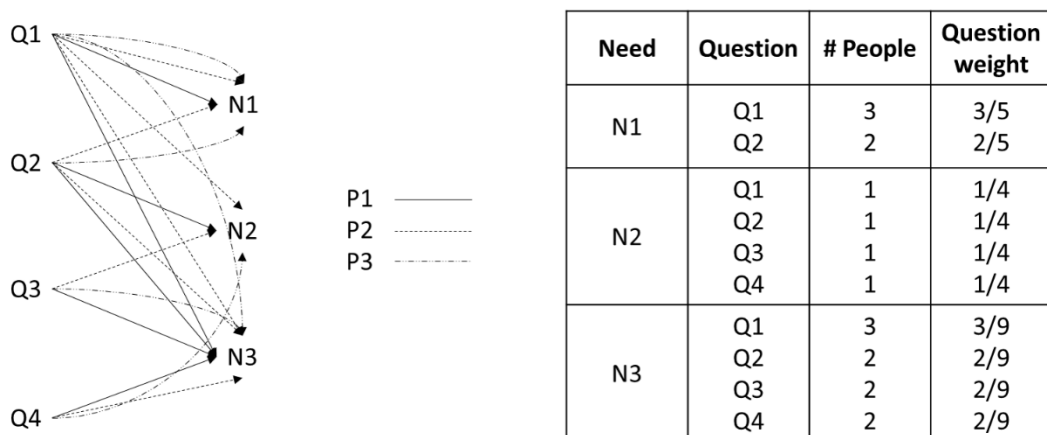 Q1
N1
Q2
N2
Q3
N3
Q4
P1
P2
P3
Need Question # People Question weight
N1
Q1 3 3/5
Q2 2 2/5
N2
Q1 1 1/4
Q2 1 1/4
Q3 1 1/4
Q4 1 1/4
N3
Q1 3 3/9
Q2 2 2/9
Q3 2 2/9
Q4 2 2/9